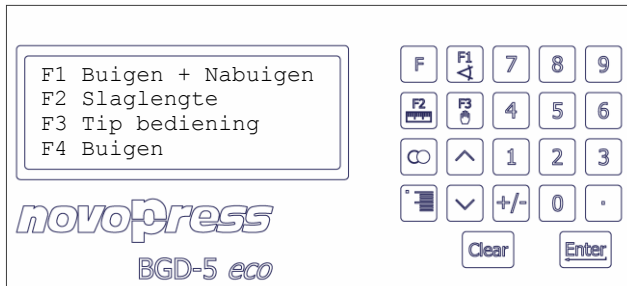 F1 Buigen + Nabuigen
F2 Slaglengte
F3 Tip bediening
F4 Buigen
novopress
BGD-5 eco
F F1 7 8 9
F2 F3 4 5 6
1 2 3
+/- 0 .
Clear Enter